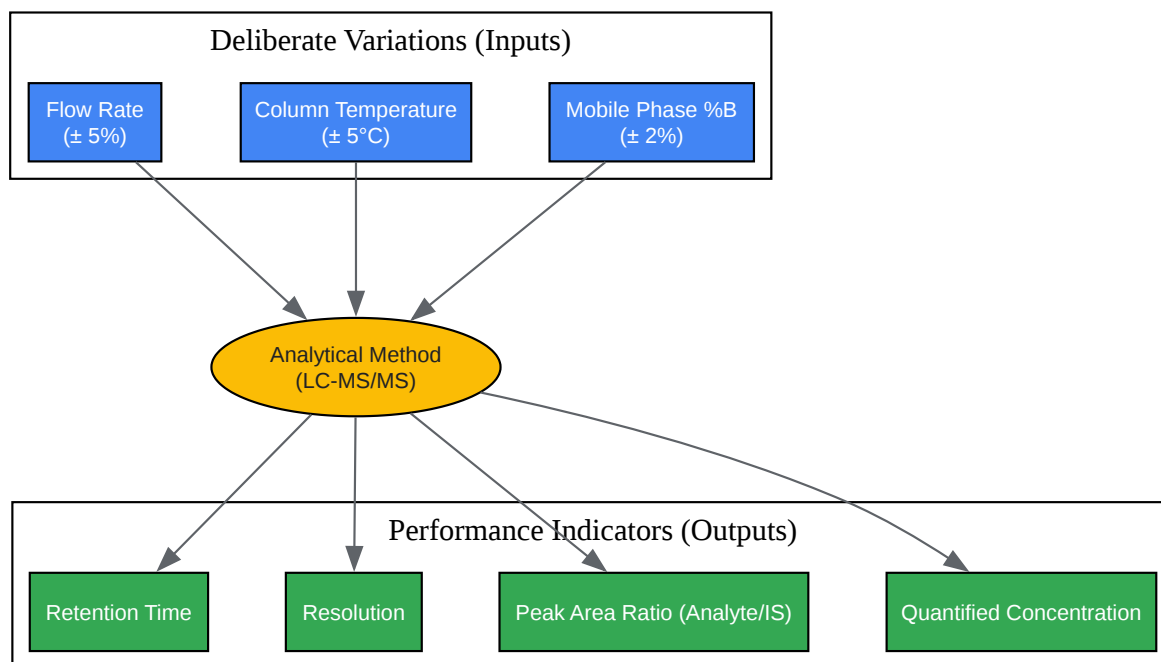 Deliberate Variations (Inputs)
Flow Rate
(± 5%)
Column Temperature
(± 5°C)
Mobile Phase %B
(± 2%)
Analytical Method
(LC-MS/MS)
Performance Indicators (Outputs)
Retention Time
Resolution
Peak Area Ratio (Analyte/IS)
Quantified Concentration